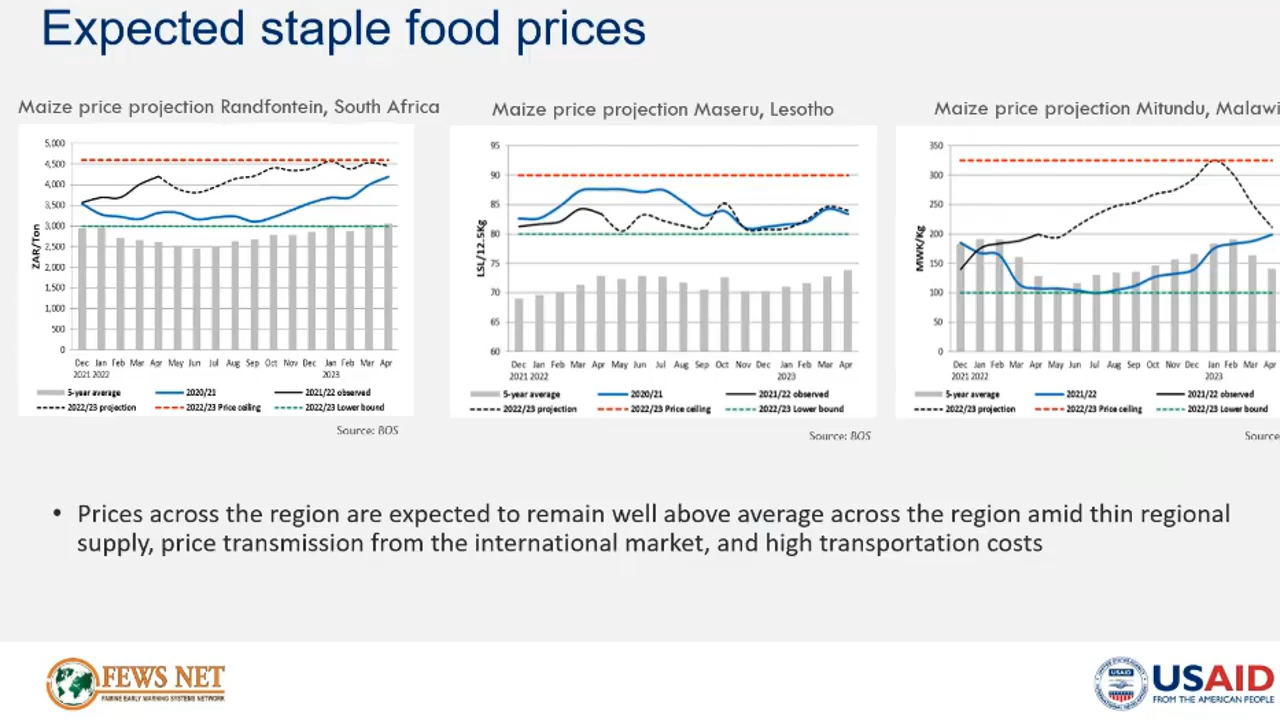 Expected staple food prices
Maize price projection Randfontein, South Africa
5,000
4,500
4,000
3,500
3,000
2,500
2,000
1,500
1,000
500
0
ZAR/Ton
Dec Jan Feb Mar Apr May Jun Jul Aug Sep Oct Nov Dec Jan Feb Mar Apr
2021 2022 2023
5-year average 2020/21 2021/22 observed
2022/23 projection 2022/23 Price ceiling 2022/23 Lower bound
Source: BOS
Maize price projection Maseru, Lesotho
95
90
85
80
75
70
65
60
LSL/12.5Kg
Dec Jan Feb Mar Apr May Jun Jul Aug Sep Oct Nov Dec Jan Feb Mar Apr
2021 2022 2023
5-year average 2020/21 2021/22 observed
2022/23 projection 2022/23 Price ceiling 2022/23 Lower bound
Source: BOS
Maize price projection Mitundu, Malawi
350
300
250
200
150
100
50
0
MWK/Kg
Dec Jan Feb Mar Apr May Jun Jul Aug Sep Oct Nov Dec Jan Feb Mar Apr
2021 2022 2023
5-year average 2021/22 2021/22 observed
2022/23 projection 2022/23 Price ceiling 2022/23 Lower bound
Source:
• Prices across the region are expected to remain well above average across the region amid thin regional
supply, price transmission from the international market, and high transportation costs
FEWS NET
FAMINE EARLY WARNING SYSTEMS NETWORK
USAID
FROM THE AMERICAN PEOPLE